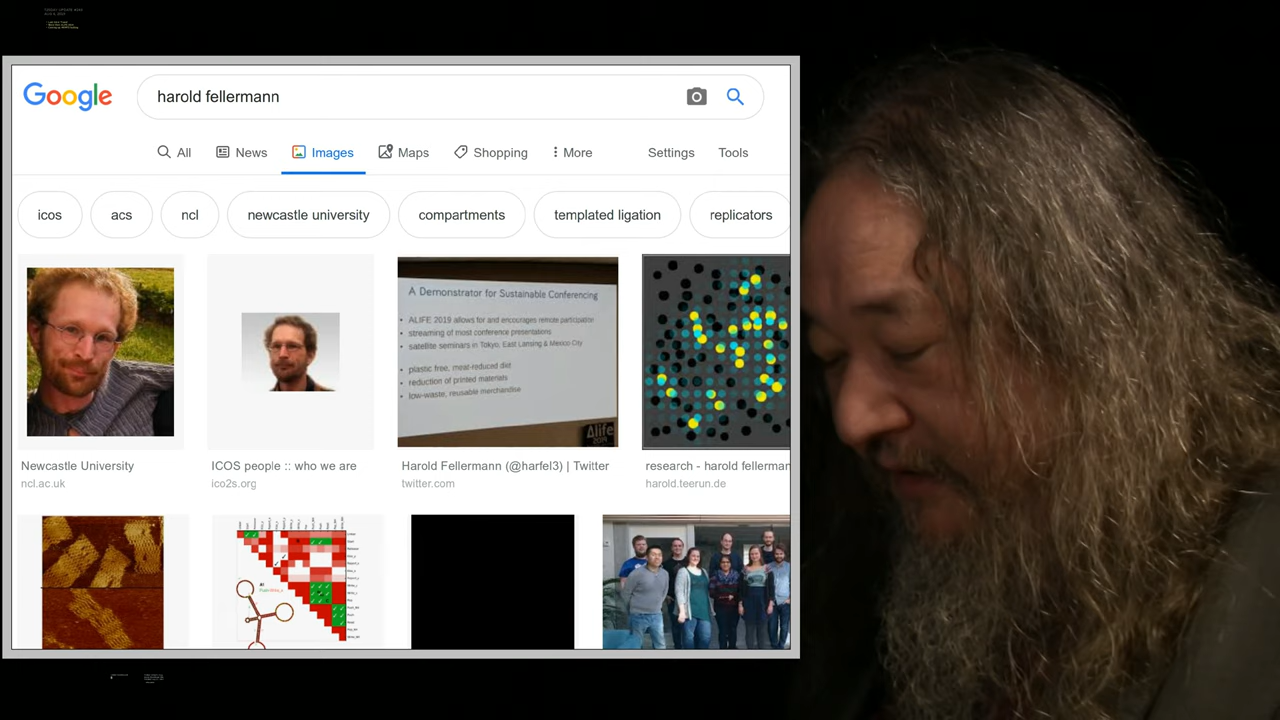 Google
harold fellermann
All
News
Images
Maps
Shopping
More
Settings
Tools
icos
acs
ncl
newcastle university
compartments
templated ligation
replicators
A Demonstrator for Sustainable Conferencing
• ALIFE 2019 allows for and encourages remote participation
• streaming of most conference presentations
• satellite seminars in Tokyo, East Lansing & Mexico City
• plastic free, meat-reduced diet
• reduction of printed materials
• low-waste, reusable merchandise
Alife
2019
Newcastle University
ncl.ac.uk
ICOS people :: who we are
ico2s.org
Harold Fellermann (@harfel3) | Twitter
twitter.com
research - harold fellerman
harold.teerun.de